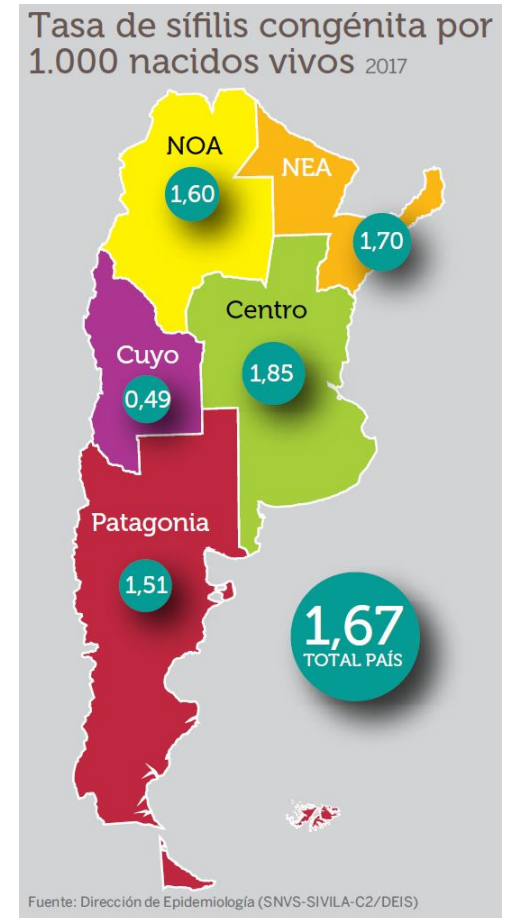 Tasa de sífilis congénita por
1.000 nacidos vivos 2017
NOA
1,60
NEA
1,70
Centro
1,85
Cuyo
0,49
Patagonia
1,51
1,67
TOTAL PAÍS
Fuente: Dirección de Epidemiología (SNVS-SIVILA-C2/DEIS)